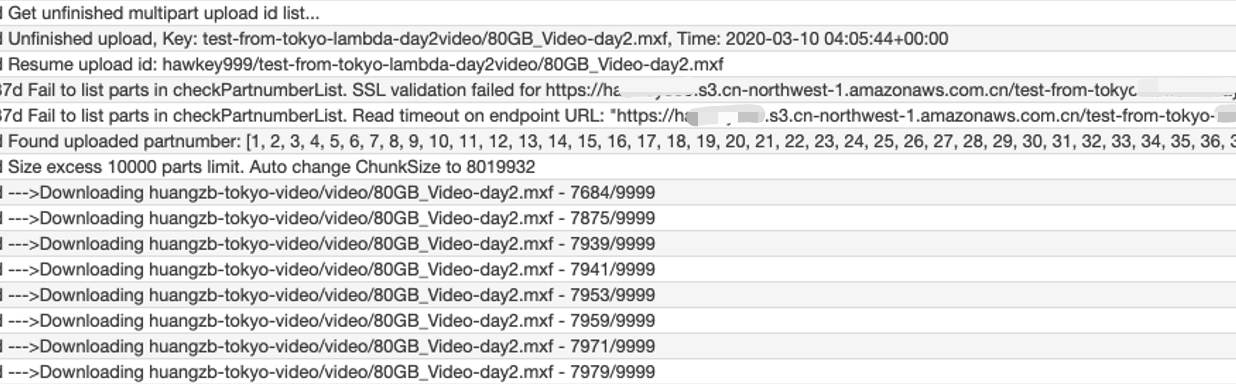 d Get unfinished multipart upload id list...
d Unfinished upload, Key: test-from-tokyo-lambda-day2video/80GB_Video-day2.mxf, Time: 2020-03-10 04:05:44+00:00
d Resume upload id: hawkey999/test-from-tokyo-lambda-day2video/80GB_Video-day2.mxf
37d Fail to list parts in checkPartnumberList. SSL validation failed for https://ha .s3.cn-northwest-1.amazonaws.com.cn/test-from-tokyo
37d Fail to list parts in checkPartnumberList. Read timeout on endpoint URL: "https://ha .s3.cn-northwest-1.amazonaws.com.cn/test-from-tokyo-
d Found uploaded partnumber: [1, 2, 3, 4, 5, 6, 7, 8, 9, 10, 11, 12, 13, 14, 15, 16, 17, 18, 19, 20, 21, 22, 23, 24, 25, 26, 27, 28, 29, 30, 31, 32, 33, 34, 35, 36, 3
d Size excess 10000 parts limit. Auto change ChunkSize to 8019932
d --->Downloading huangzb-tokyo-video/video/80GB_Video-day2.mxf - 7684/9999
d --->Downloading huangzb-tokyo-video/video/80GB_Video-day2.mxf - 7875/9999
d --->Downloading huangzb-tokyo-video/video/80GB_Video-day2.mxf - 7939/9999
d --->Downloading huangzb-tokyo-video/video/80GB_Video-day2.mxf - 7941/9999
d --->Downloading huangzb-tokyo-video/video/80GB_Video-day2.mxf - 7953/9999
d --->Downloading huangzb-tokyo-video/video/80GB_Video-day2.mxf - 7959/9999
d --->Downloading huangzb-tokyo-video/video/80GB_Video-day2.mxf - 7971/9999
d --->Downloading huangzb-tokyo-video/video/80GB_Video-day2.mxf - 7979/9999